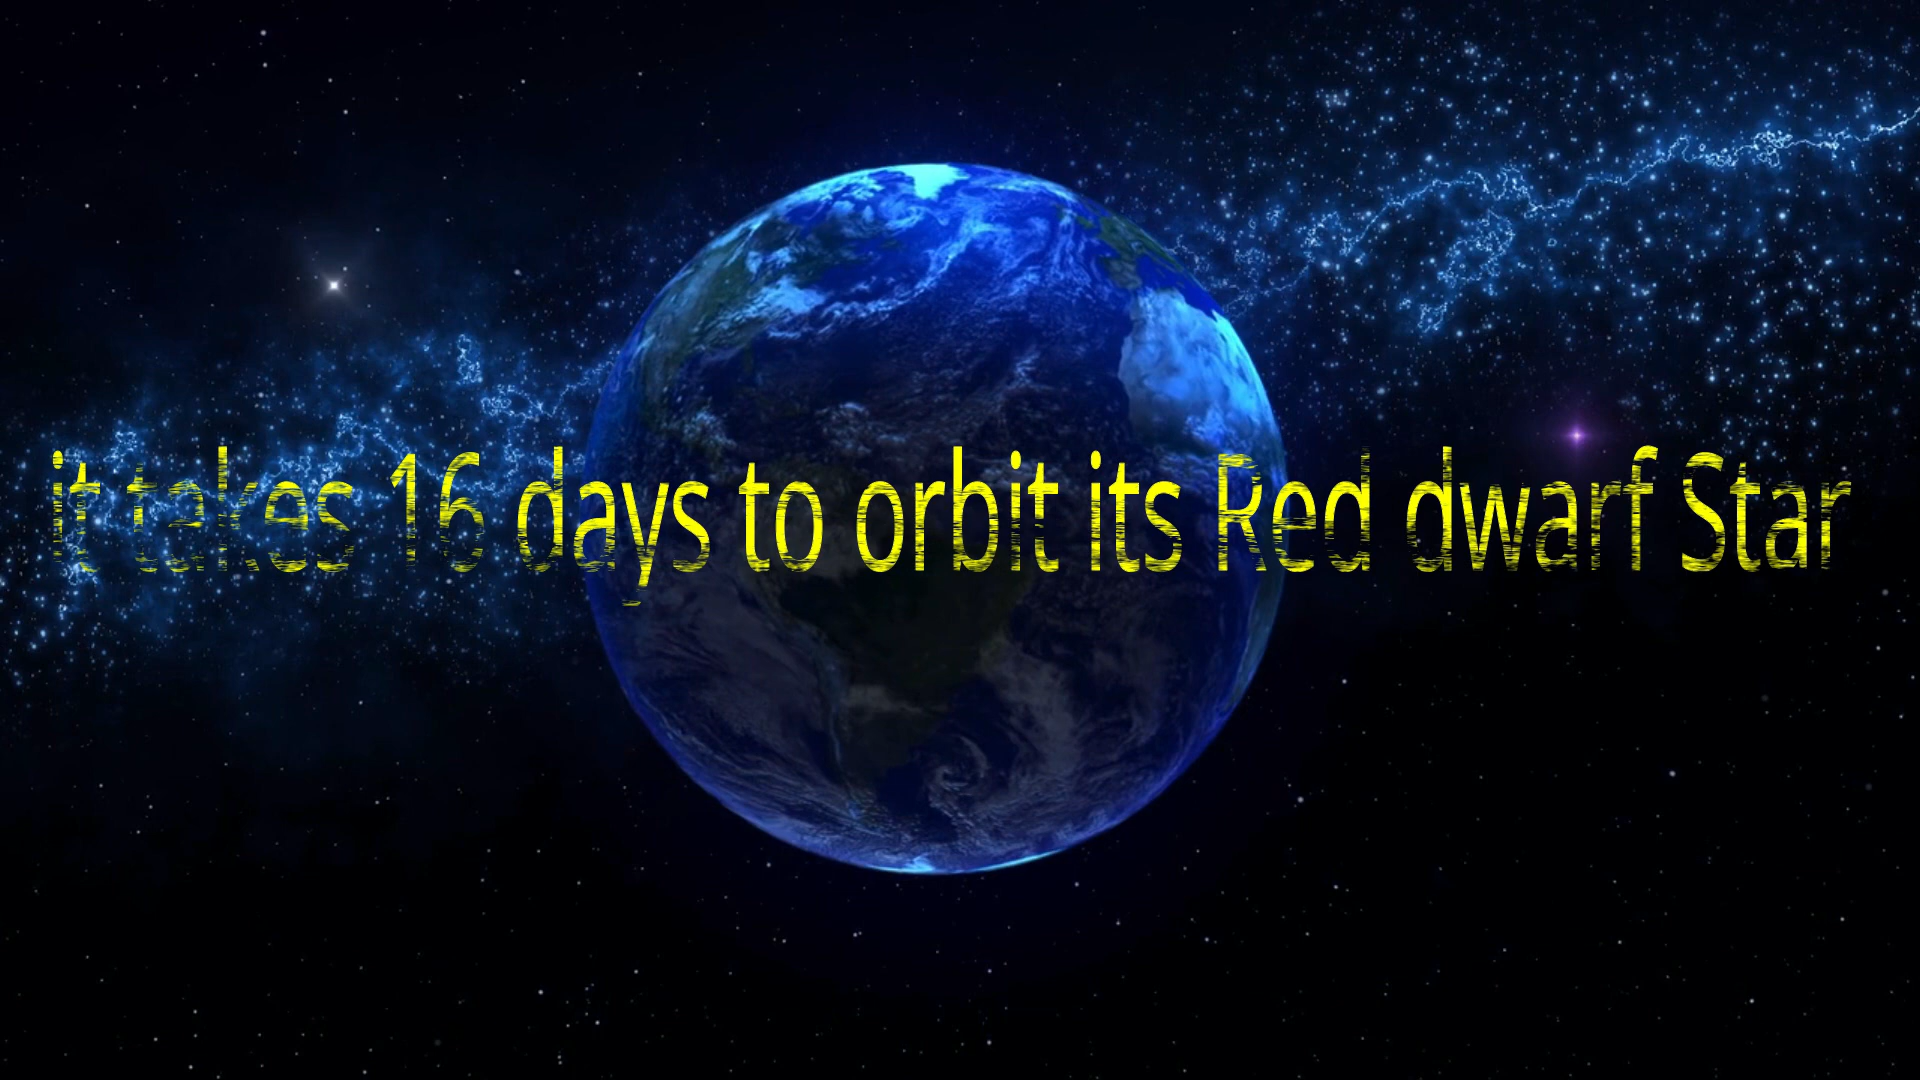 it takes 16 days to orbit its Red dwarf Star